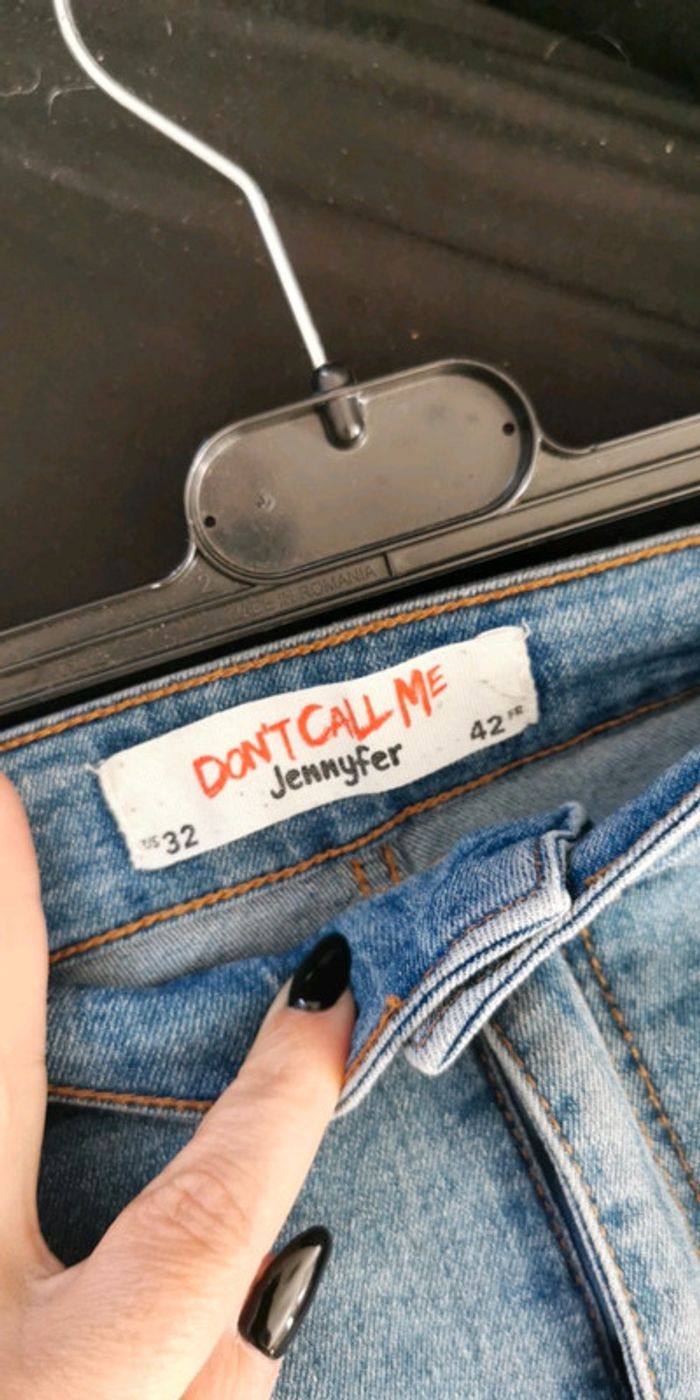 MADE IN ROMANIA
DON'T CALL ME
Jennyfer
42 FR
US 32